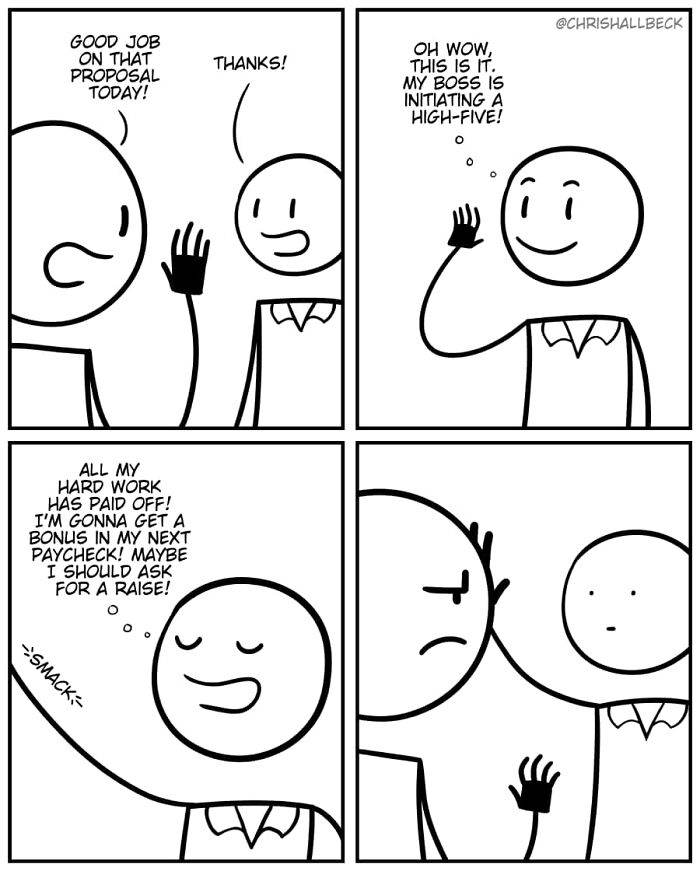 GOOD JOB
ON THAT
PROPOSAL
TODAY!
THANKS!
@CHRISHALLBECK
OH WOW,
THIS IS IT.
MY BOSS IS
INITIATING A
HIGH-FIVE!
ALL MY
HARD WORK
HAS PAID OFF!
I'M GONNA GET A
BONUS IN MY NEXT
PAYCHECK! MAYBE
I SHOULD ASK
FOR A RAISE!
SMACK